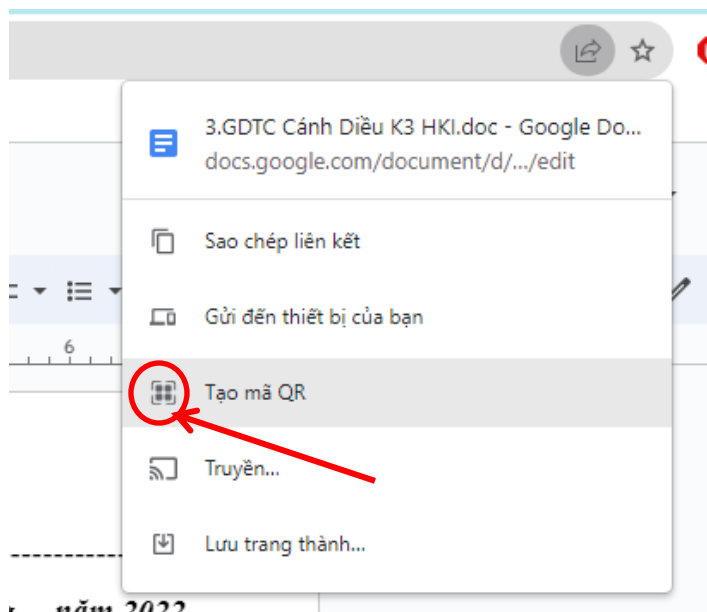 3.GDTC Cánh Diều K3 HKI.doc - Google Do...
docs.google.com/document/d/.../edit
Sao chép liên kết
Gửi đến thiết bị của bạn
6
Tạo mã QR
Truyền...
Lưu trang thành...
năm 2022